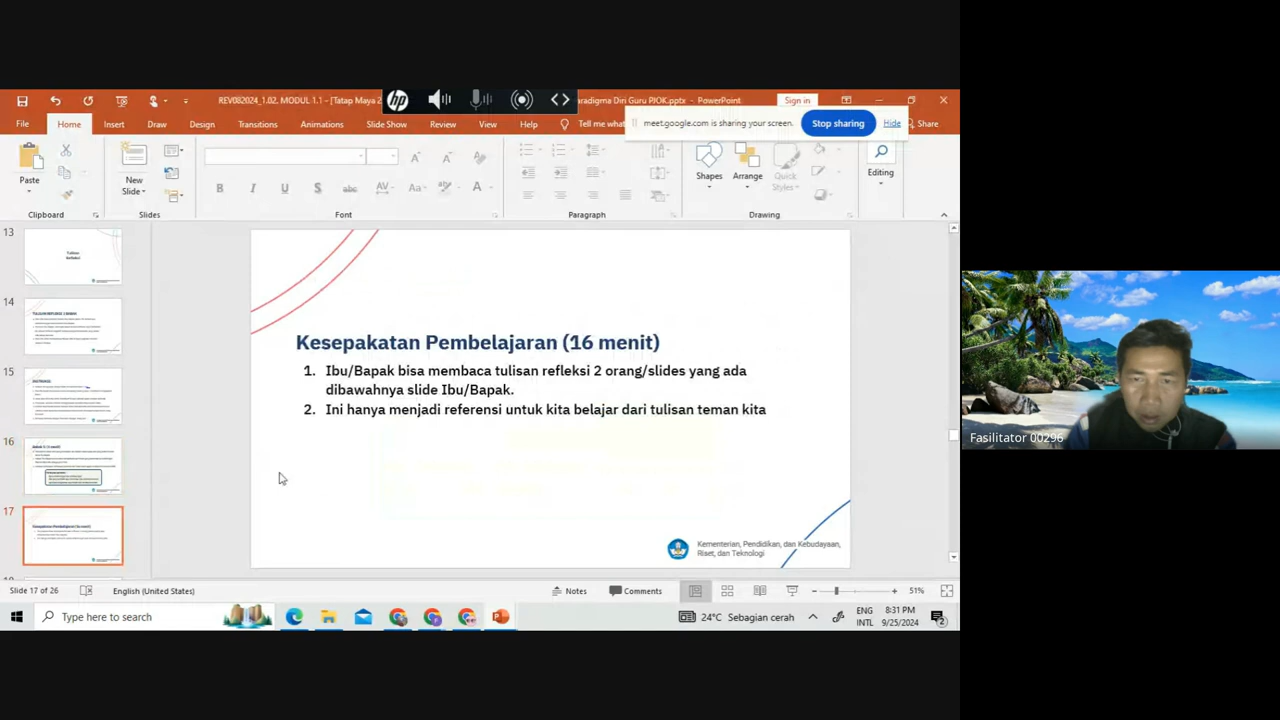 REV082024_1.02. MODUL 1.1 - [Tatap Maya 2
aradigma Diri Guru PJOK.pptx - PowerPoint
Sign in
File Home Insert Draw Design Transitions Animations Slide Show Review View Help Tell me what
meet.google.com is sharing your screen. Stop sharing Hide
Share
Paste
New Slide
Shapes
Arrange
Quick Styles
Editing
Clipboard Slides Font Paragraph Drawing
13
14
15
16
17
Kesepakatan Pembelajaran (16 menit)
1. Ibu/Bapak bisa membaca tulisan refleksi 2 orang/slides yang ada
dibawahnya slide Ibu/Bapak.
2. Ini hanya menjadi referensi untuk kita belajar dari tulisan teman kita
Kementerian, Pendidikan, dan Kebudayaan,
Riset, dan Teknologi
Fasilitator 00296
Slide 17 of 26 English (United States) Notes Comments 51%
Type here to search
24°C Sebagian cerah
ENG
INTL
8:31 PM
9/25/2024